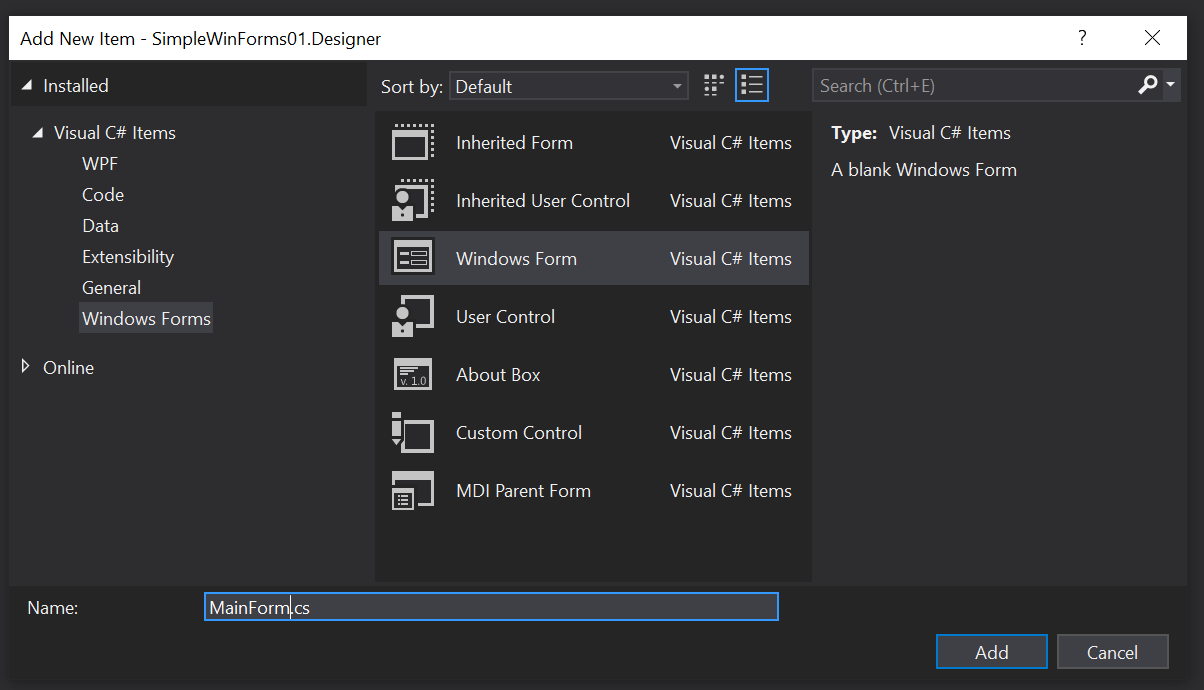 Add New Item - SimpleWinForms01.Designer
?
Installed
Sort by: Default
Search (Ctrl+E)
Visual C# Items
WPF
Code
Data
Extensibility
General
Windows Forms
Online
Inherited Form Visual C# Items
Inherited User Control Visual C# Items
Windows Form Visual C# Items
User Control Visual C# Items
v. 1.0
About Box Visual C# Items
Custom Control Visual C# Items
MDI Parent Form Visual C# Items
Type: Visual C# Items
A blank Windows Form
Name: MainForm.cs
Add
Cancel